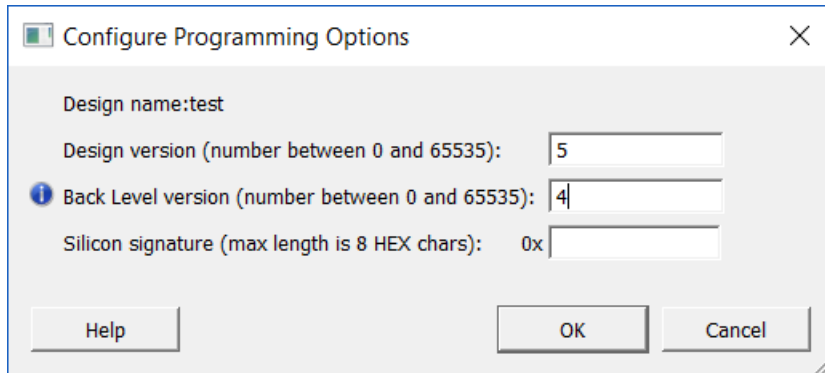 Configure Programming Options
Design name:test
Design version (number between 0 and 65535): 5
Back Level version (number between 0 and 65535): 4
Silicon signature (max length is 8 HEX chars): 0x
Help OK Cancel